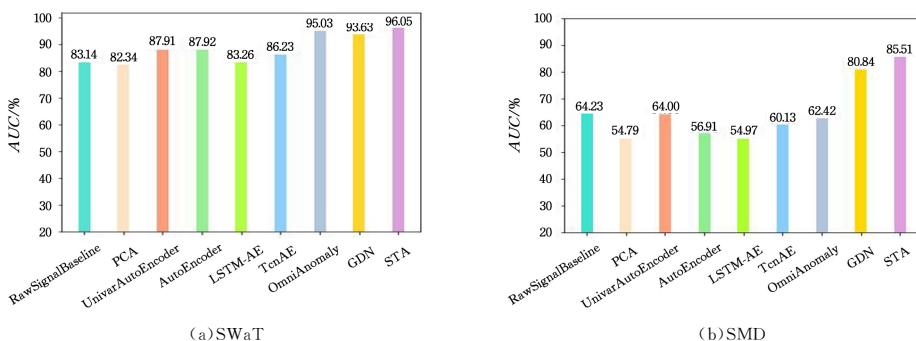 100
90
80
70
60
50
40
30
20
AUC/%
83.14
82.34
87.91
87.92
83.26
86.23
95.03
93.63
96.05
RawSignalBaseline
PCA
UnivarAutoEncoder
AutoEncoder
LSTM-AE
TcnAE
OmniAnomaly
GDN
STA
(a)SWaT
100
90
80
70
60
50
40
30
20
AUC/%
64.23
54.79
64.00
56.91
54.97
60.13
62.42
80.84
85.51
RawSignalBaseline
PCA
UnivarAutoEncoder
AutoEncoder
LSTM-AE
TcnAE
OmniAnomaly
GDN
STA
(b)SMD